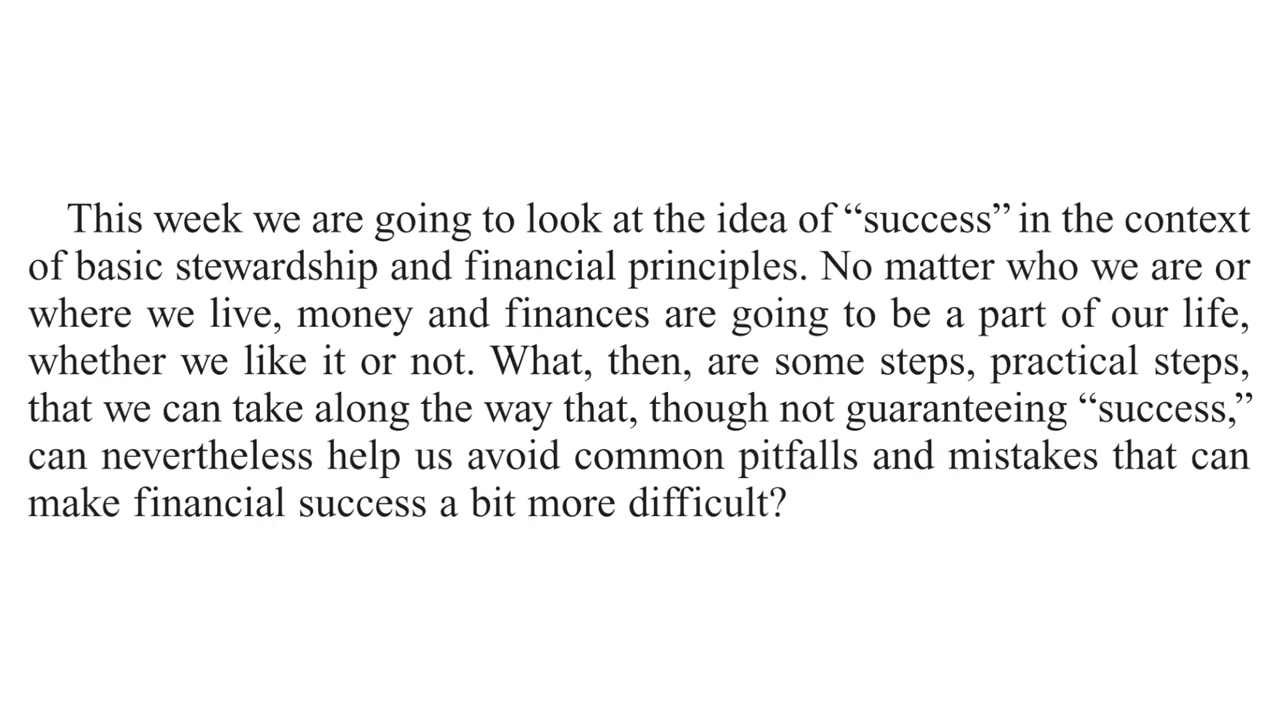 This week we are going to look at the idea of “success” in the context
of basic stewardship and financial principles. No matter who we are or
where we live, money and finances are going to be a part of our life,
whether we like it or not. What, then, are some steps, practical steps,
that we can take along the way that, though not guaranteeing “success,”
can nevertheless help us avoid common pitfalls and mistakes that can
make financial success a bit more difficult?